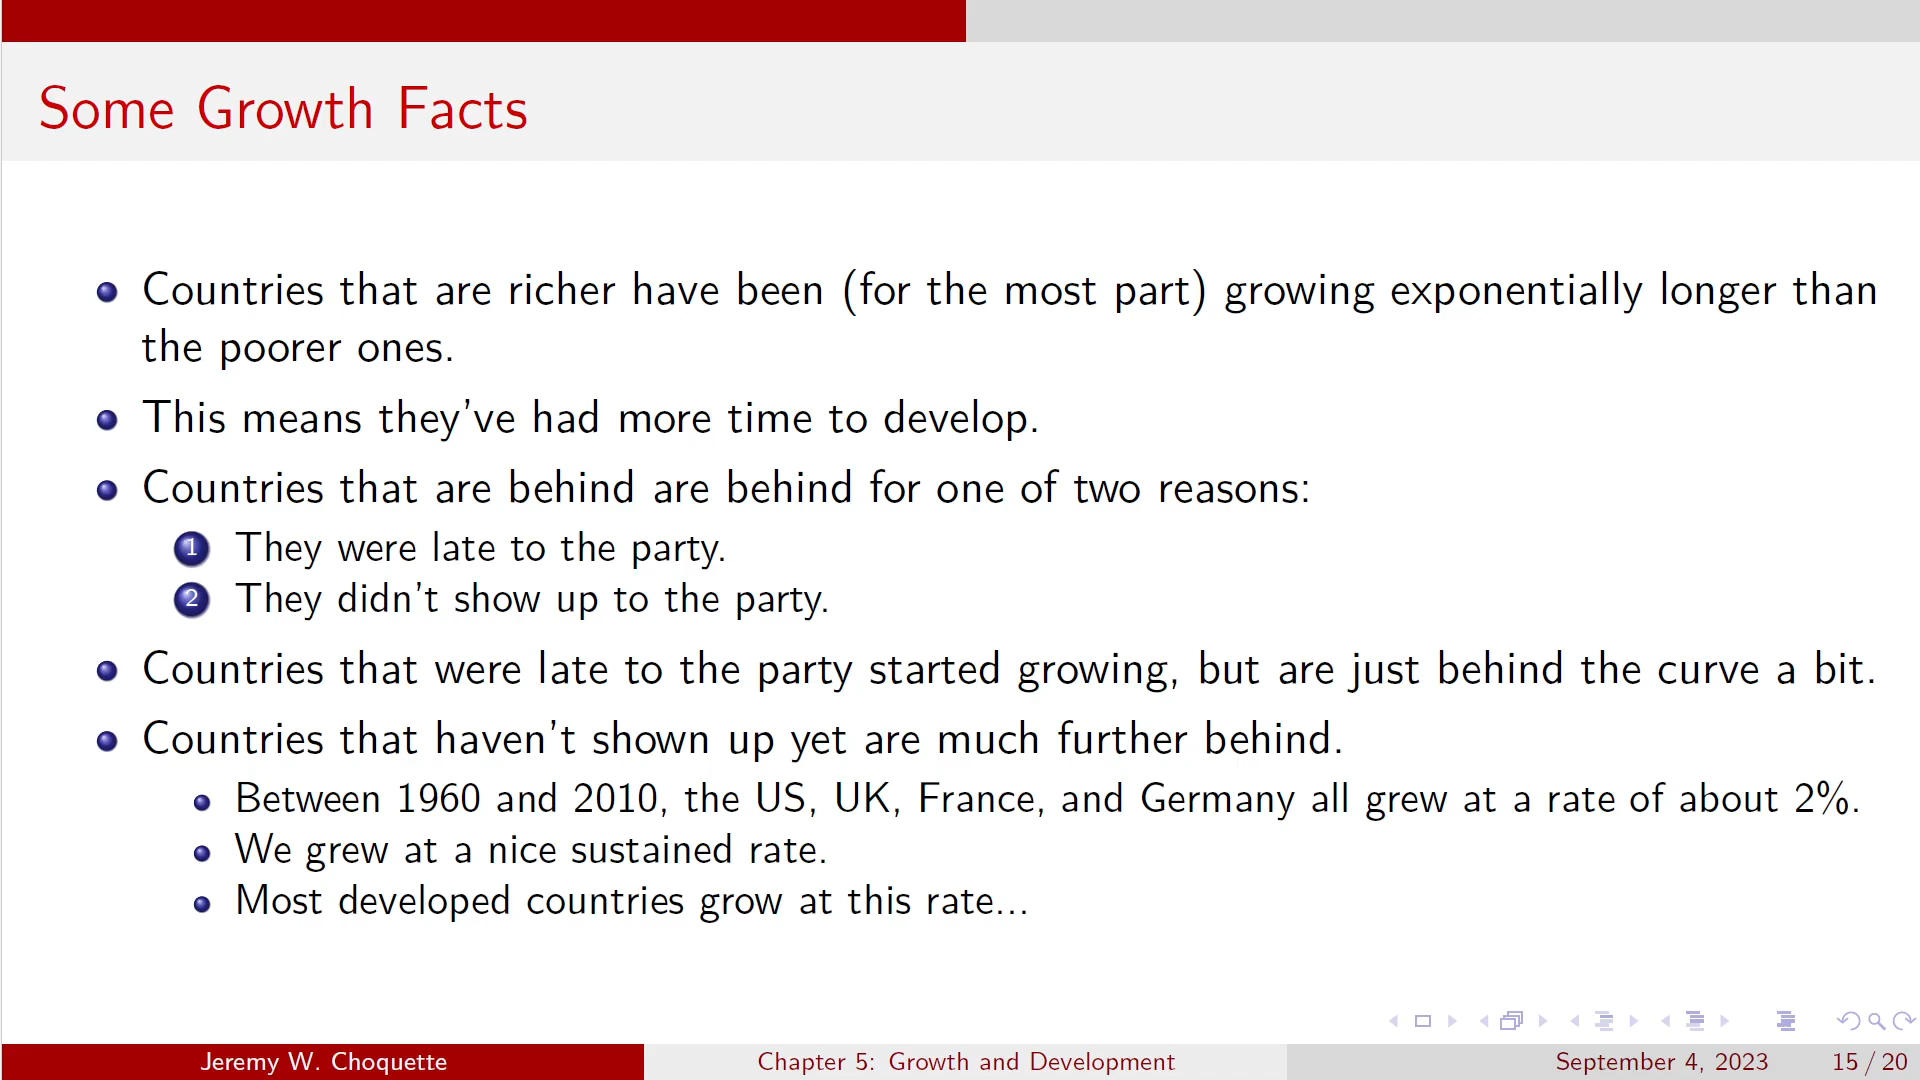 Some Growth Facts
Countries that are richer have been (for the most part) growing exponentially longer than
the poorer ones.
This means they've had more time to develop.
Countries that are behind are behind for one of two reasons:
1 They were late to the party.
2 They didn't show up to the party.
Countries that were late to the party started growing, but are just behind the curve a bit.
Countries that haven't shown up yet are much further behind.
Between 1960 and 2010, the US, UK, France, and Germany all grew at a rate of about 2%.
We grew at a nice sustained rate.
Most developed countries grow at this rate...
Jeremy W. Choquette Chapter 5: Growth and Development September 4, 2023 15 / 20